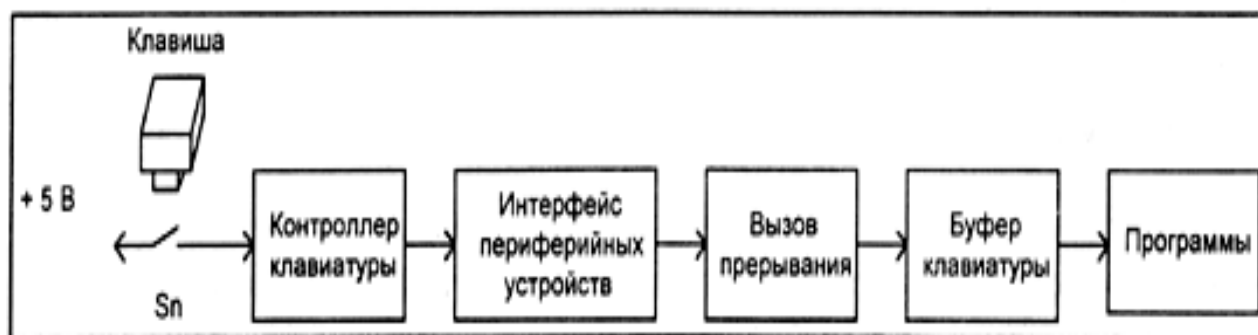 Клавиша
+ 5 В
Sn
Контроллер
клавиатуры
Интерфейс
периферийных
устройств
Вызов
прерывания
Буфер
клавиатуры
Программы